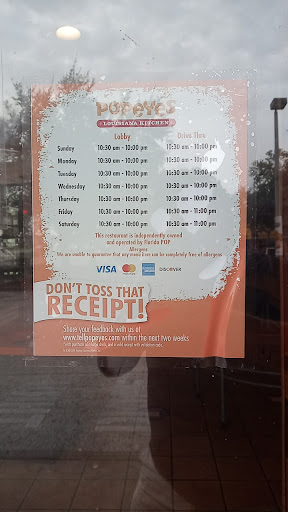 POPEYES
LOUISIANA KITCHEN
Lobby Drive Thru
Sunday 10:30 am - 10:00 pm 10:30 am - 10:00 pm
Monday 10:30 am - 10:00 pm 10:30 am - 10:00 pm
Tuesday 10:30 am - 10:00 pm 10:30 am - 10:00 pm
Wednesday 10:30 am - 10:00 pm 10:30 am - 10:00 pm
Thursday 10:30 am - 10:00 pm 10:30 am - 10:00 pm
Friday 10:30 am - 10:00 pm 10:30 am - 11:00 pm
Saturday 10:30 am - 10:00 pm 10:30 am - 11:00 pm
This restaurant is independently owned
and operated by Florida POP
Allergens
We are unable to guarantee that any menu item can be completely free of allergens
VISA DISCOVER
DON'T TOSS THAT
RECEIPT!
Share your feedback with us at
www.tellpopeyes.com within the next two weeks